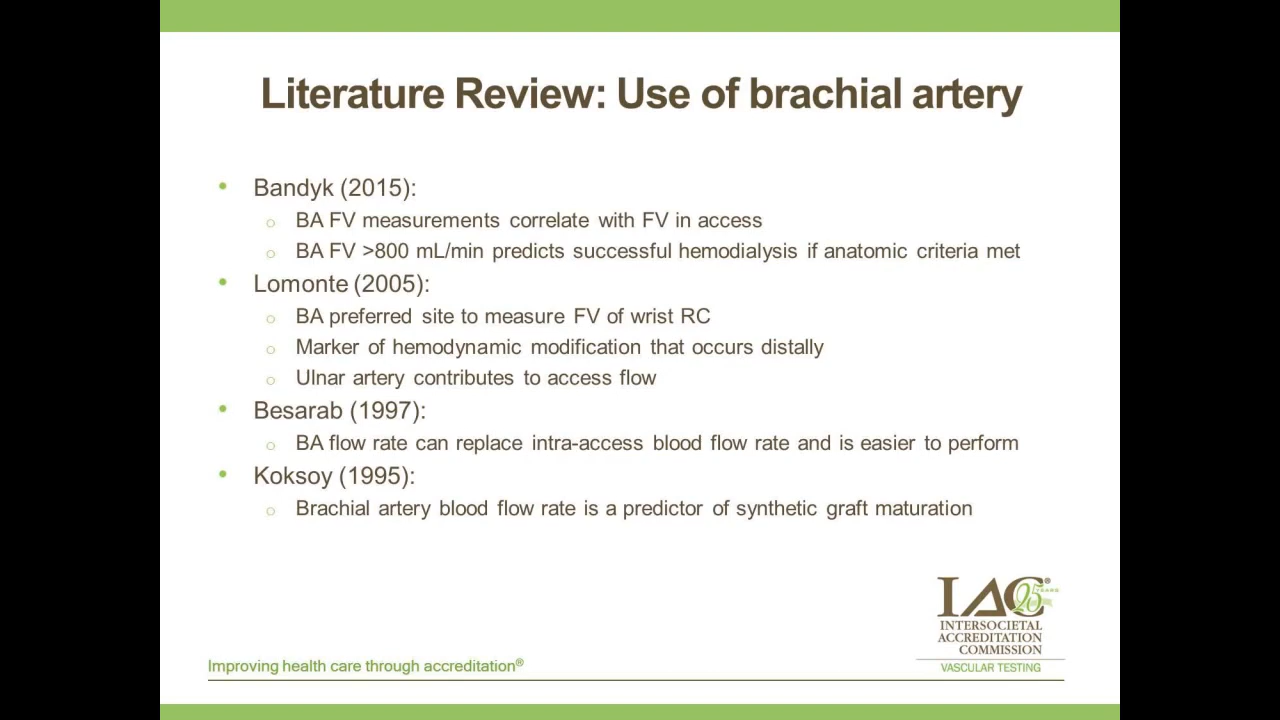 Literature Review: Use of brachial artery
• Bandyk (2015):
o BA FV measurements correlate with FV in access
o BA FV >800 mL/min predicts successful hemodialysis if anatomic criteria met
• Lomonte (2005):
o BA preferred site to measure FV of wrist RC
o Marker of hemodynamic modification that occurs distally
o Ulnar artery contributes to access flow
• Besarab (1997):
o BA flow rate can replace intra-access blood flow rate and is easier to perform
• Koksoy (1995):
o Brachial artery blood flow rate is a predictor of synthetic graft maturation
IAC®
25 YEARS
INTERSOCIETAL
ACCREDITATION
COMMISSION
VASCULAR TESTING
Improving health care through accreditation®